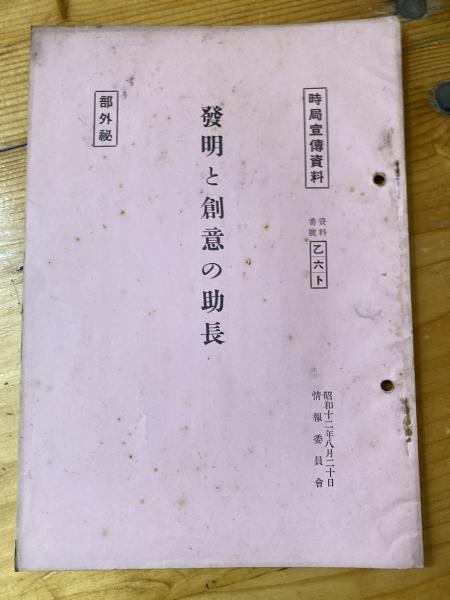 時局宣傳資料
資料番號
乙六ト
昭和十二年八月二十日
情報委員會
發明と創意の助長
部外秘